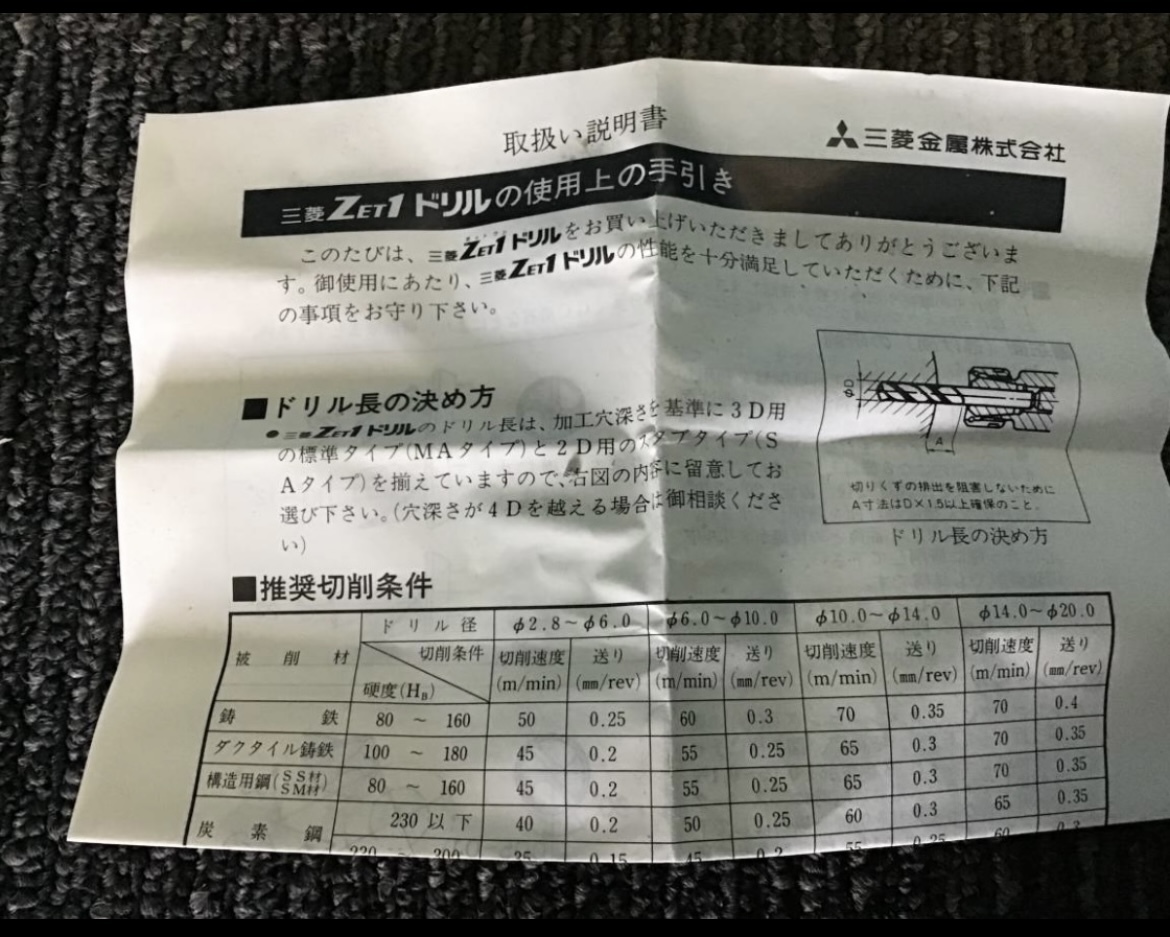 取扱い説明書
三菱金属株式会社
三菱ZET1ドリルの使用上の手引き
このたびは、三菱ZET1ドリルをお買い上げいただきましてありがとうございま
す。御使用にあたり、三菱ZET1ドリルの性能を十分満足していただくために、下記
の事項をお守り下さい。
■ドリル長の決め方
●三菱ZET1ドリルのドリル長は、加工穴深さを基準に3D用
の標準タイプ(MAタイプ)と2D用のスタブタイプ(S
Aタイプ)を揃えていますので、右図の内容に留意してお
選び下さい。(穴深さが4Dを越える場合は御相談くださ
い)
φD
A
切りくずの排出を阻害しないために
A寸法はD×1.5以上確保のこと。
ドリル長の決め方
■推奨切削条件
被削材 ドリル径 φ2.8～φ6.0 φ6.0～φ10.0 φ10.0～φ14.0 φ14.0～φ20.0
切削条件 切削速度 送り 切削速度 送り 切削速度 送り 切削速度 送り
硬度(HB) (m/min) (mm/rev) (m/min) (mm/rev) (m/min) (mm/rev) (m/min) (mm/rev)
鋳鉄 80 ～ 160 50 0.25 60 0.3 70 0.35 70 0.4
ダクタイル鋳鉄 100 ～ 180 45 0.2 55 0.25 65 0.3 70 0.35
構造用鋼(SS材 SM材) 80 ～ 160 45 0.2 55 0.25 65 0.3 70 0.35
炭素鋼 230以下 40 0.2 50 0.25 60 0.3 65 0.35
0.15 45 0.2 55 0.25 60 0.3